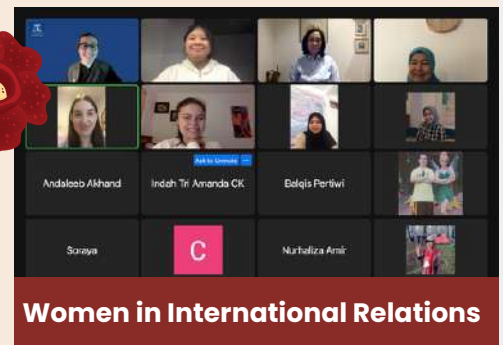 Ask to Unmute ...
Andaleeb Akhand
Indah Tri Amanda CK
Balqis Pertiwi
Soraya
C
Nurhaliza Amir
Women in International Relations